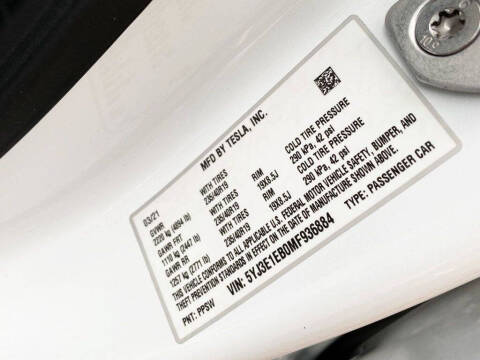 MFD BY TESLA, INC.
03/21
GVWR WITH TIRES RIM COLD TIRE PRESSURE
2220 kg (4894 lb) 235/40R19 19X8.5J 290 kPa, 42 psi
GAWR FRT WITH TIRES RIM COLD TIRE PRESSURE
1110 kg (2447 lb) 235/40R19 19X8.5J 290 kPa, 42 psi
GAWR RR
1257 kg (2771 lb) 235/40R19
THIS VEHICLE CONFORMS TO ALL APPLICABLE U.S. FEDERAL MOTOR VEHICLE SAFETY, BUMPER, AND
THEFT PREVENTION STANDARDS IN EFFECT ON THE DATE OF MANUFACTURE SHOWN ABOVE.
VIN: 5YJ3E1EB0MF936884 TYPE: PASSENGER CAR
PNT: PPSW
10